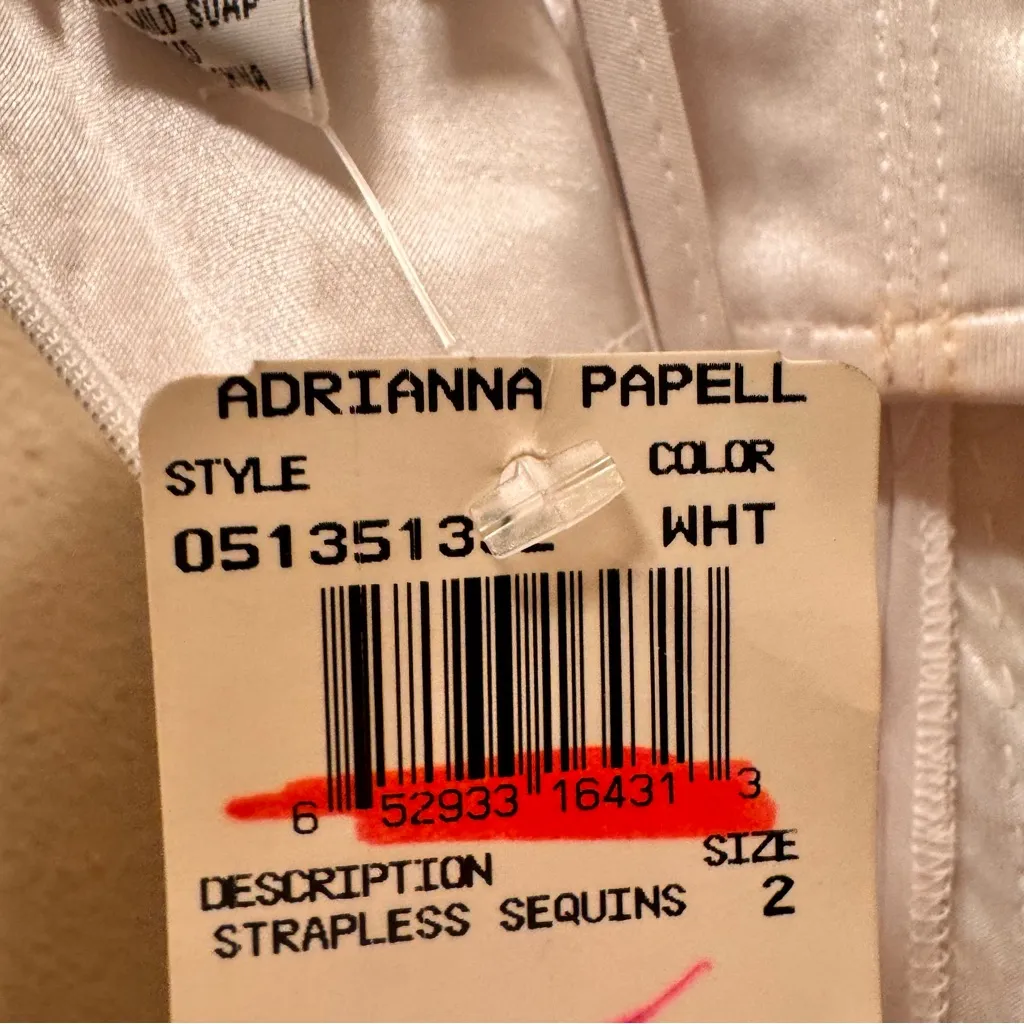 MILD SOAP
ADRIANNA PAPELL
STYLE
COLOR
WHT
6 52933 16431 3
DESCRIPTION
SIZE
STRAPLESS SEQUINS
2